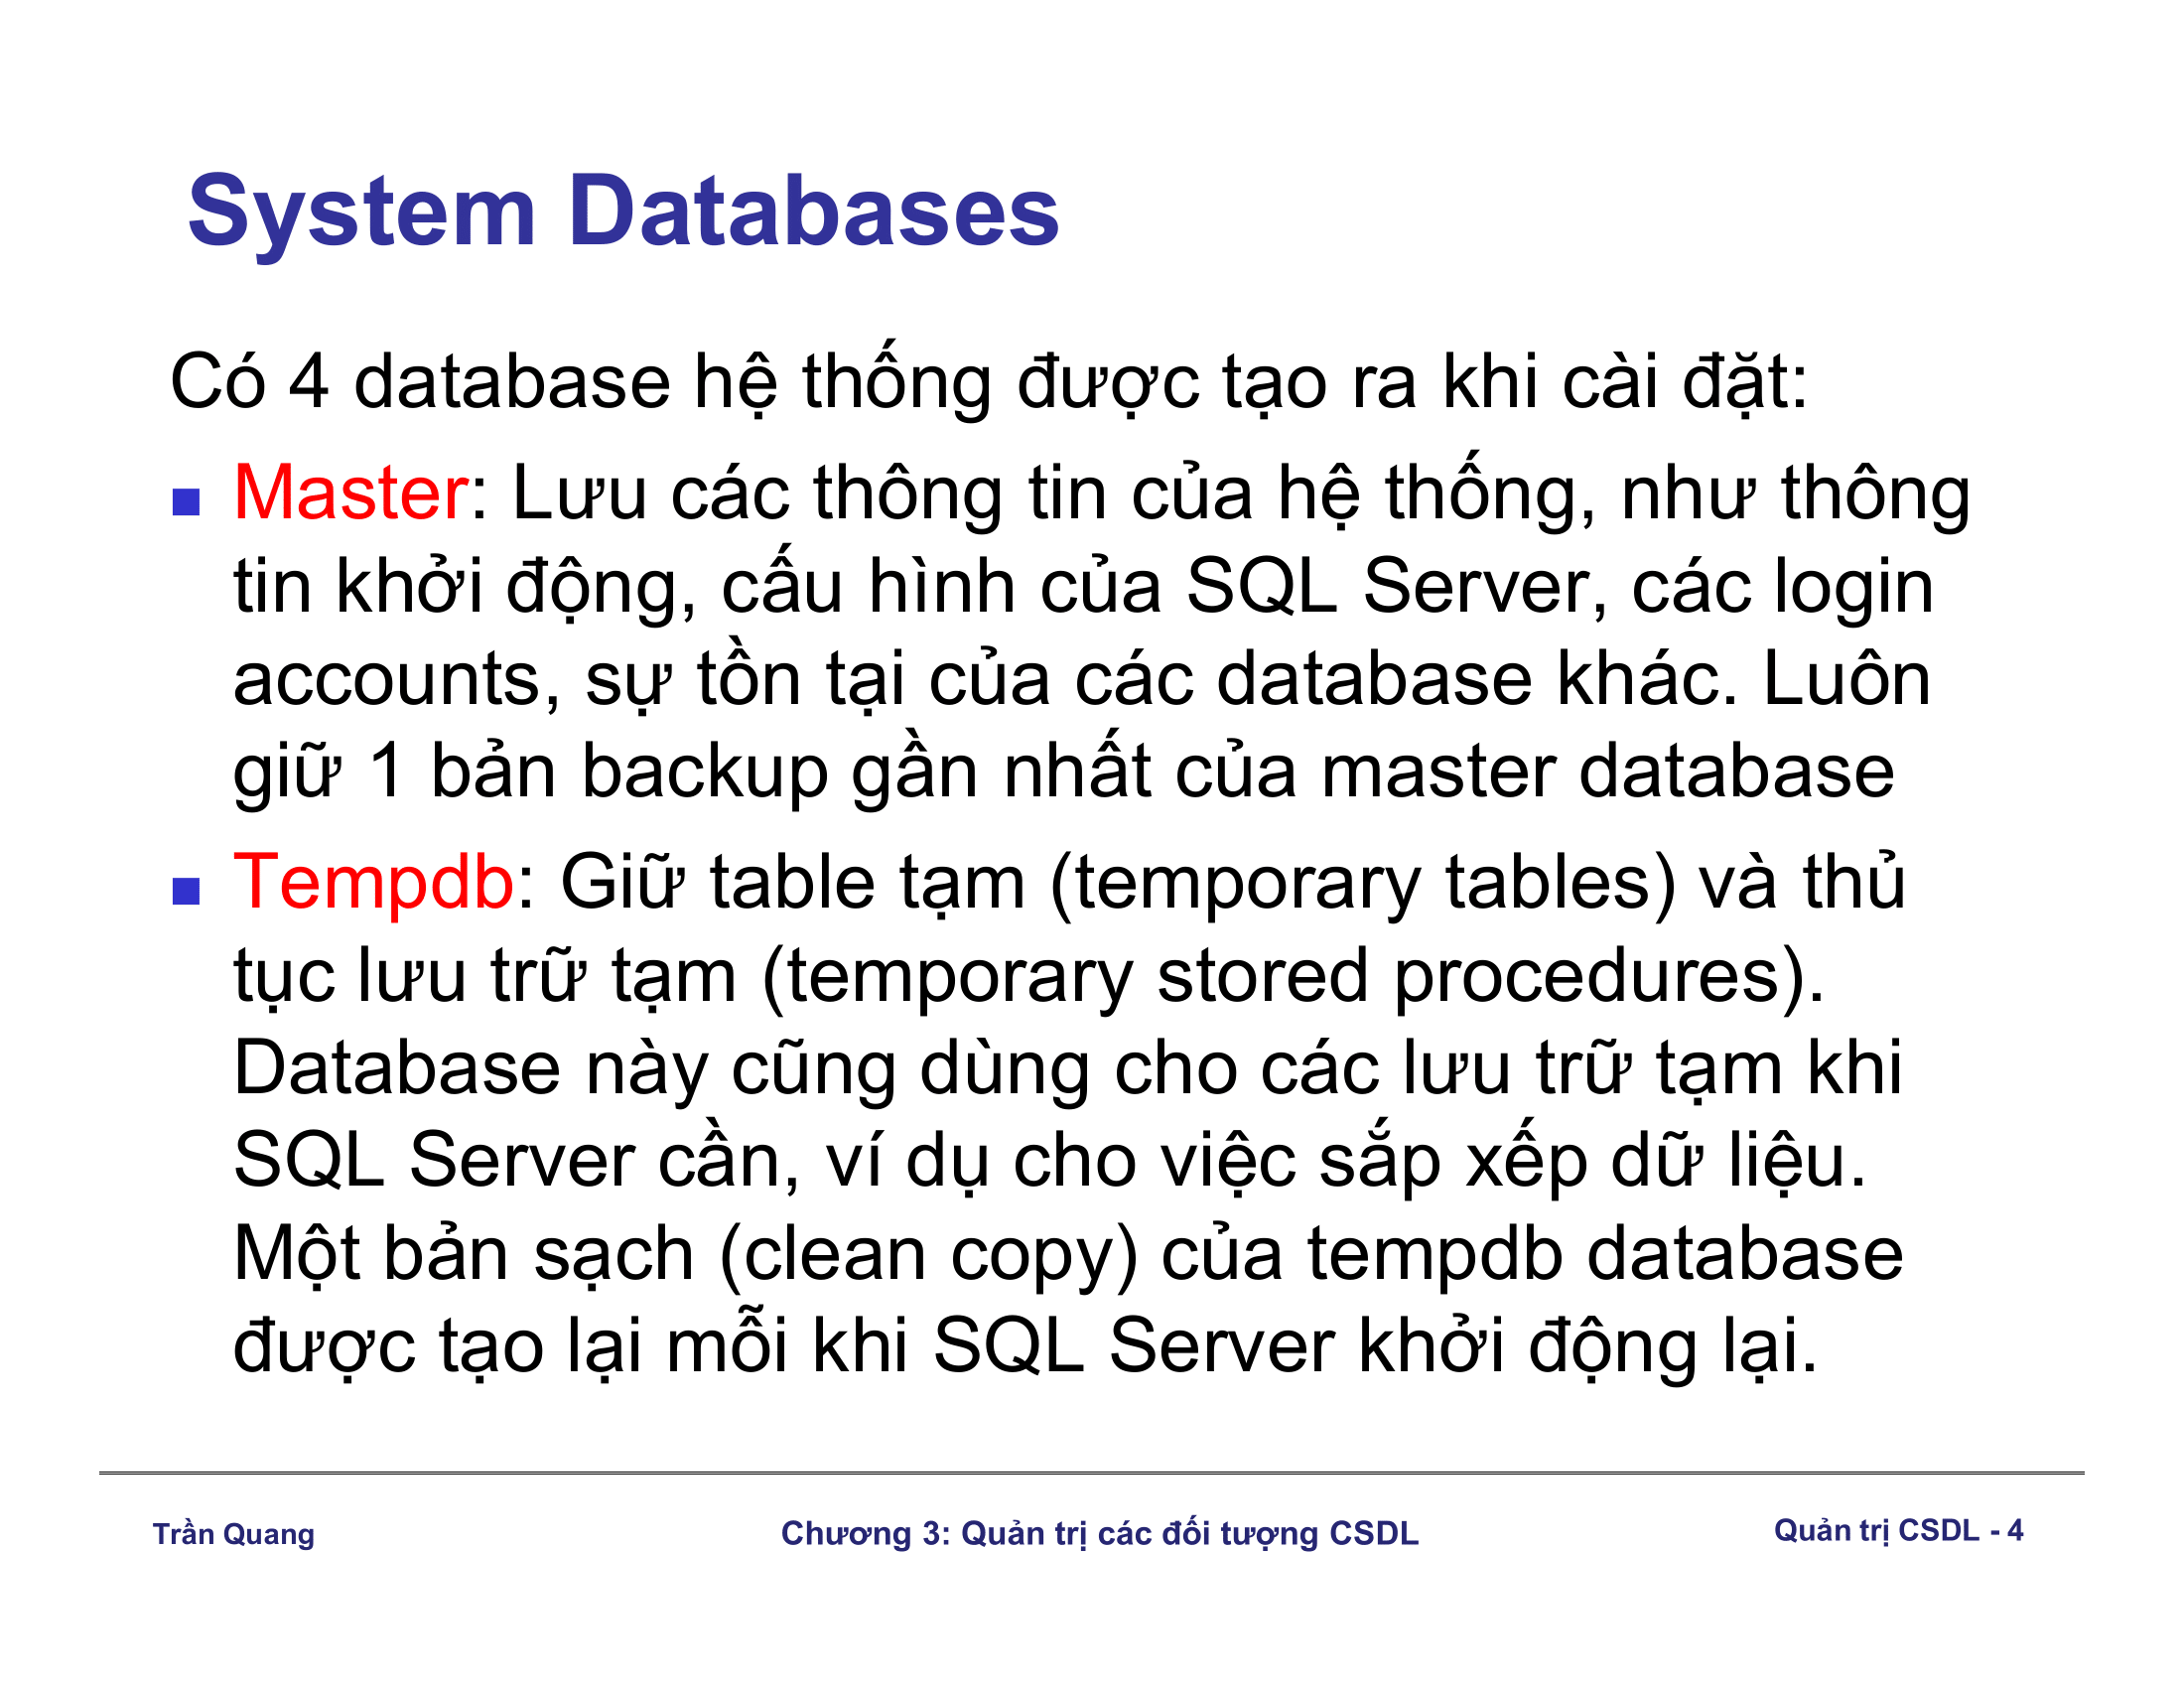 System Databases
Có 4 database hệ thống được tạo ra khi cài đặt:
Master: Lưu các thông tin của hệ thống, như thông
tin khởi động, cấu hình của SQL Server, các login
accounts, sự tồn tại của các database khác. Luôn
giữ 1 bản backup gần nhất của master database
Tempdb: Giữ table tạm (temporary tables) và thủ
tục lưu trữ tạm (temporary stored procedures).
Database này cũng dùng cho các lưu trữ tạm khi
SQL Server cần, ví dụ cho việc sắp xếp dữ liệu.
Một bản sạch (clean copy) của tempdb database
được tạo lại mỗi khi SQL Server khởi động lại.
Trần Quang
Chương 3: Quản trị các đối tượng CSDL
Quản trị CSDL - 4